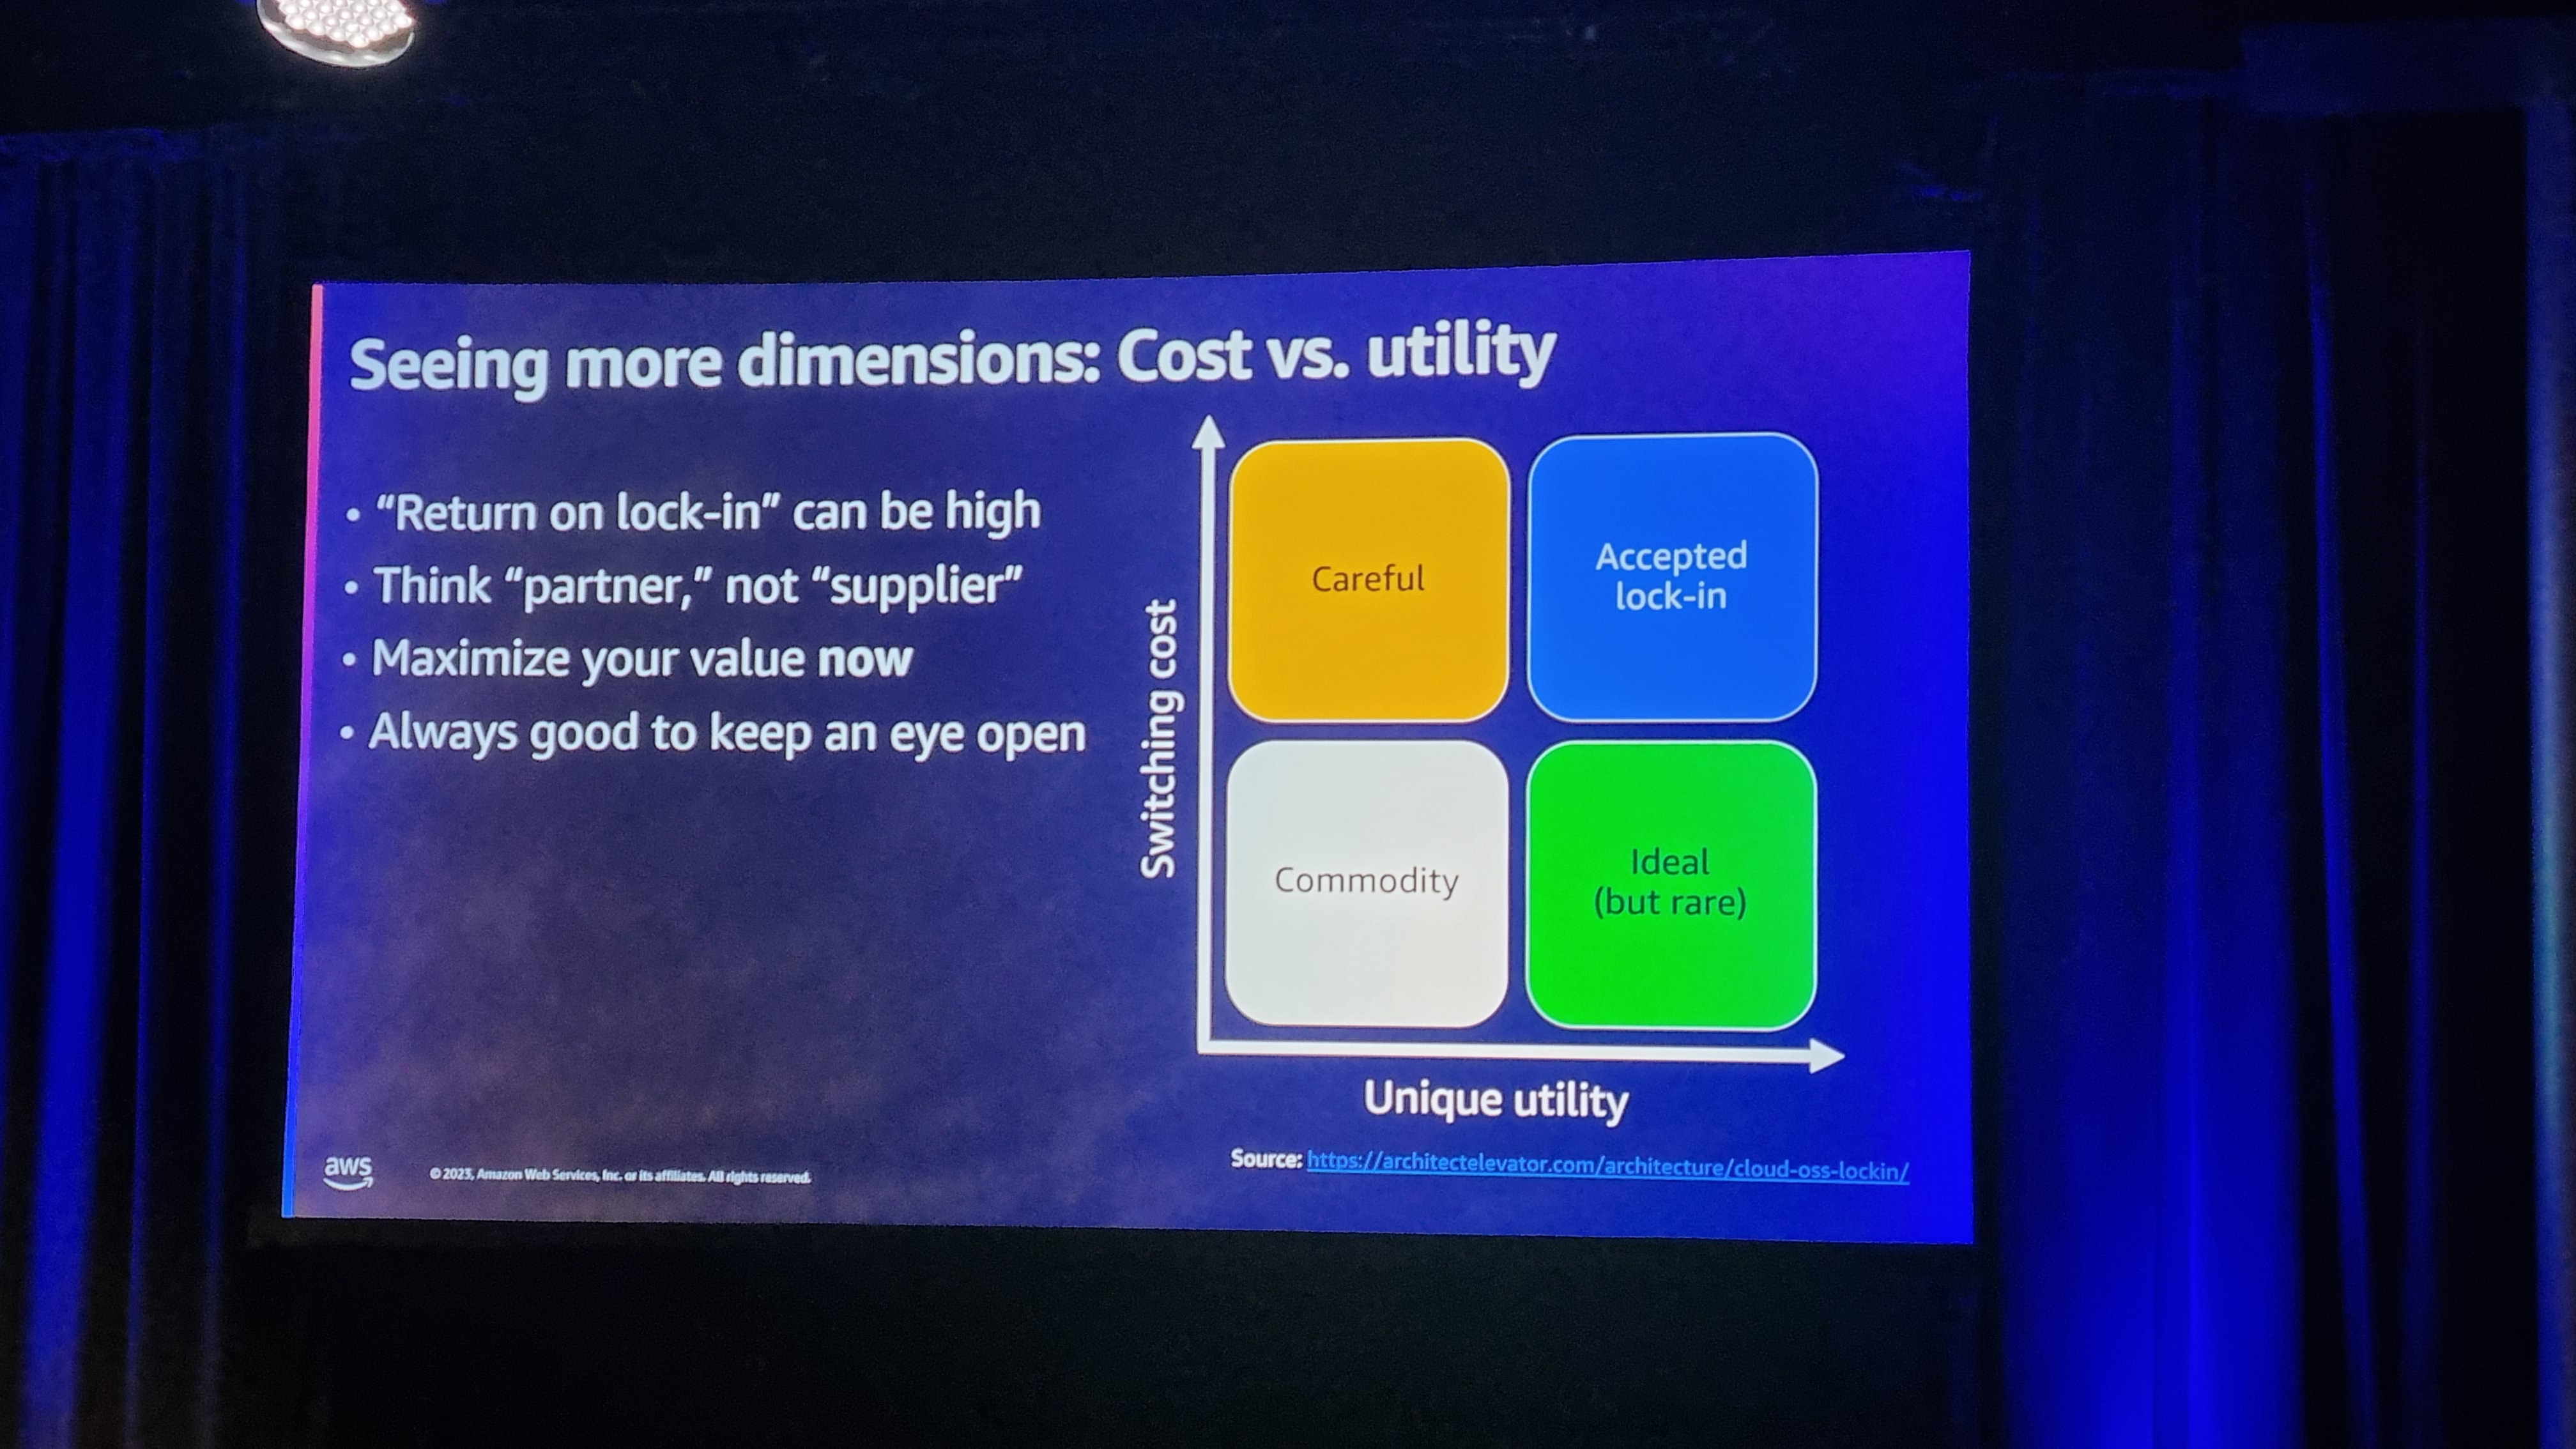 Seeing more dimensions: Cost vs. utility
• “Return on lock-in” can be high
• Think “partner,” not “supplier”
• Maximize your value now
• Always good to keep an eye open
Switching cost
Careful
Accepted
lock-in
Commodity
Ideal
(but rare)
Unique utility
Source: https://architectelevator.com/architecture/cloud-oss-lockin/
aws
© 2023, Amazon Web Services, Inc. or its affiliates. All rights reserved.